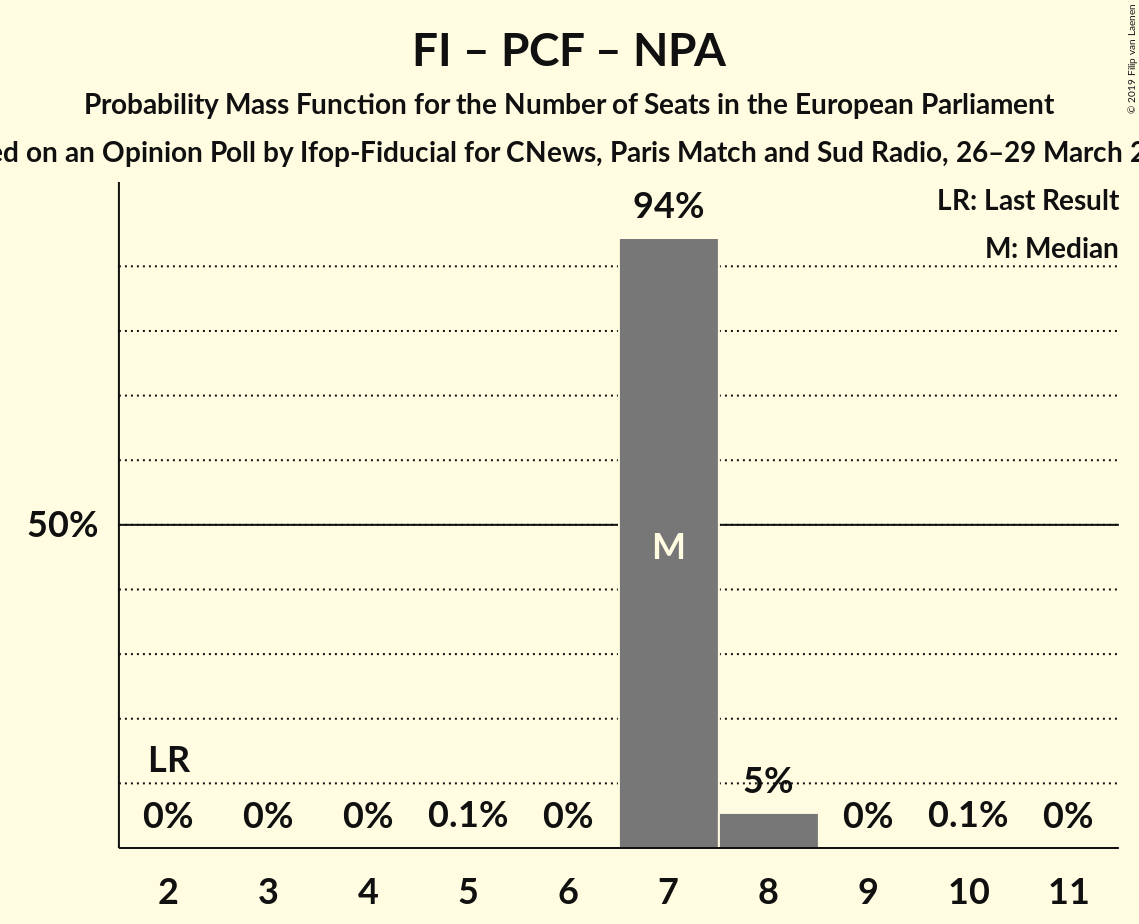 FI – PCF – NPA
Probability Mass Function for the Number of Seats in the European Parliament
on an Opinion Poll by Ifop-Fiducial for CNews, Paris Match and Sud Radio, 26–29 March
© 2019 Filip van Laenen
LR: Last Result
M: Median
94%
50%
M
LR
5%
0% 0% 0% 0.1% 0% 0% 0.1% 0%
2 3 4 5 6 7 8 9 10 11